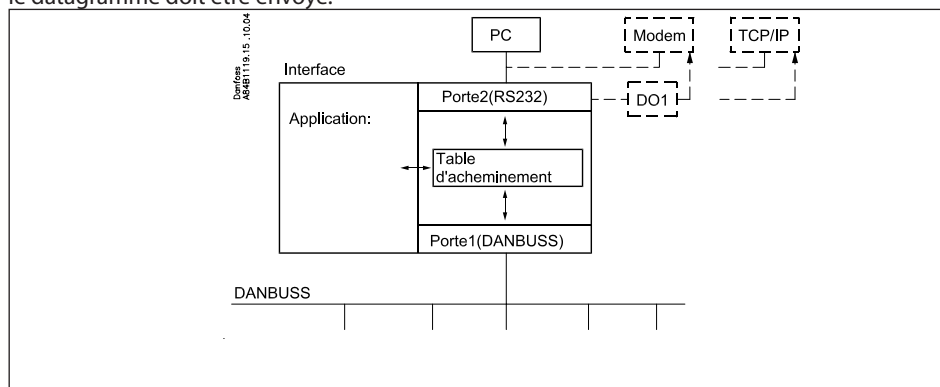 le datagramme doit être envoyé.
PC
Modem
TCP/IP
Danfoss
A84B1119.15 .10.04
Interface
Porte2(RS232)
DO1
Application:
Table
d'acheminement
Porte1(DANBUSS)
DANBUSS